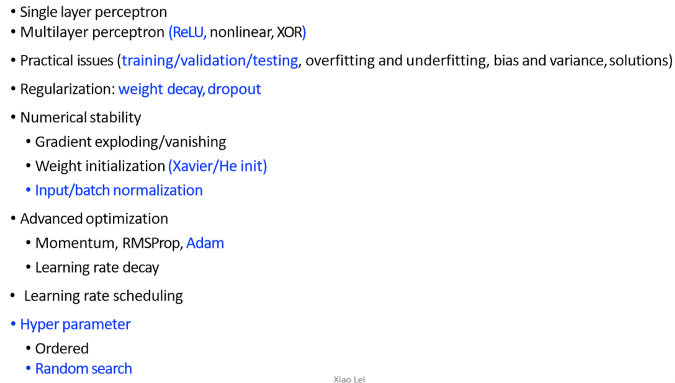 • Single layer perceptron
• Multilayer perceptron (ReLU, nonlinear, XOR)
• Practical issues (training/validation/testing, overfitting and underfitting, bias and variance, solutions)
• Regularization: weight decay, dropout
• Numerical stability
• Gradient exploding/vanishing
• Weight initialization (Xavier/He init)
• Input/batch normalization
• Advanced optimization
• Momentum, RMSProp, Adam
• Learning rate decay
• Learning rate scheduling
• Hyper parameter
• Ordered
• Random search
Xiao Lei